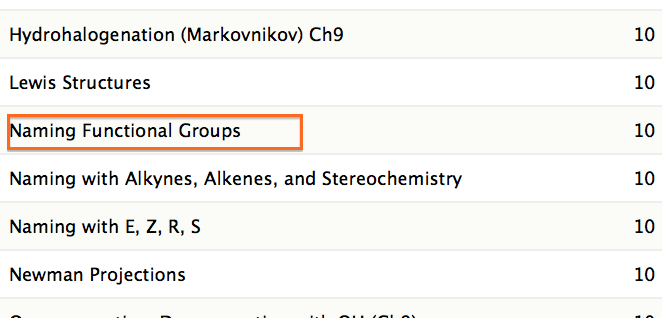 Hydrohalogenation (Markovnikov) Ch9 10
Lewis Structures 10
Naming Functional Groups 10
Naming with Alkynes, Alkenes, and Stereochemistry 10
Naming with E, Z, R, S 10
Newman Projections 10